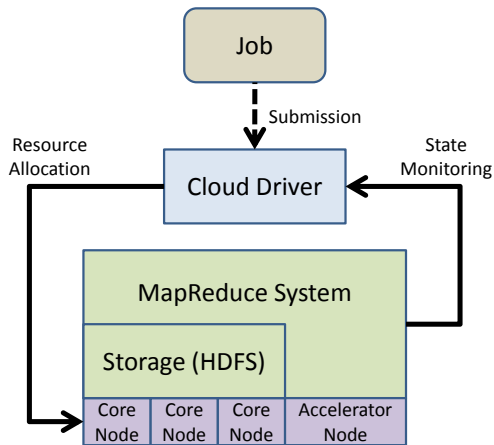 Job
Submission
Resource
Allocation
State
Monitoring
Cloud Driver
MapReduce System
Storage (HDFS)
Core
Node
Core
Node
Core
Node
Accelerator
Node